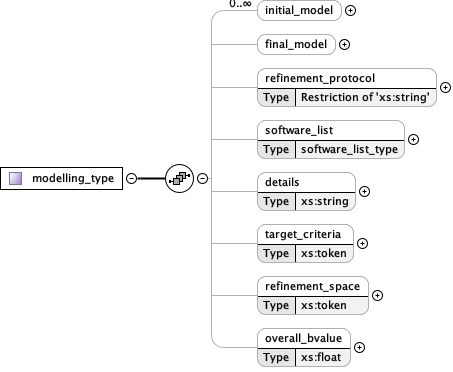 0..∞
initial_model
final_model
refinement_protocol
Type Restriction of 'xs:string'
software_list
Type software_list_type
modelling_type
details
Type xs:string
target_criteria
Type xs:token
refinement_space
Type xs:token
overall_bvalue
Type xs:float